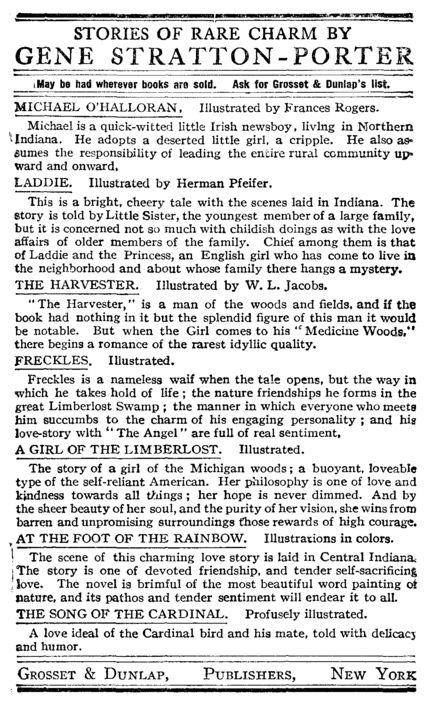 STORIES OF RARE CHARM BY
GENE STRATTON-PORTER
May be had wherever books are sold. Ask for Grosset & Dunlap's list.
MICHAEL O'HALLORAN, Illustrated by Frances Rogers.
Michael is a quick-witted little Irish newsboy, living in Northern
Indiana. He adopts a deserted little girl, a cripple. He also as-
sumes the responsibility of leading the entire rural community up-
ward and onward.
LADDIE. Illustrated by Herman Pfeifer.
This is a bright, cheery tale with the scenes laid in Indiana. The
story is told by Little Sister, the youngest member of a large family,
but it is concerned not so much with childish doings as with the love
affairs of older members of the family. Chief among them is that
of Laddie and the Princess, an English girl who has come to live in
the neighborhood and about whose family there hangs a mystery.
THE HARVESTER. Illustrated by W. L. Jacobs.
"The Harvester," is a man of the woods and fields, and if the
book had nothing in it but the splendid figure of this man it would
be notable. But when the Girl comes to his "Medicine Woods,"
there begins a romance of the rarest idyllic quality.
FRECKLES. Illustrated.
Freckles is a nameless waif when the tale opens, but the way in
which he takes hold of life; the nature friendships he forms in the
great Limberlost Swamp; the manner in which everyone who meets
him succumbs to the charm of his engaging personality; and his
love-story with "The Angel" are full of real sentiment.
A GIRL OF THE LIMBERLOST. Illustrated.
The story of a girl of the Michigan woods; a buoyant, loveable
type of the self-reliant American. Her philosophy is one of love and
kindness towards all things; her hope is never dimmed. And by
the sheer beauty of her soul, and the purity of her vision, she wins from
barren and unpromising surroundings those rewards of high courage.
AT THE FOOT OF THE RAINBOW. Illustrations in colors.
The scene of this charming love story is laid in Central Indiana.
The story is one of devoted friendship, and tender self-sacrificing
love. The novel is brimful of the most beautiful word painting of
nature, and its pathos and tender sentiment will endear it to all.
THE SONG OF THE CARDINAL. Profusely illustrated.
A love ideal of the Cardinal bird and his mate, told with delicacy
and humor.
GROSSET & DUNLAP, PUBLISHERS, NEW YORK